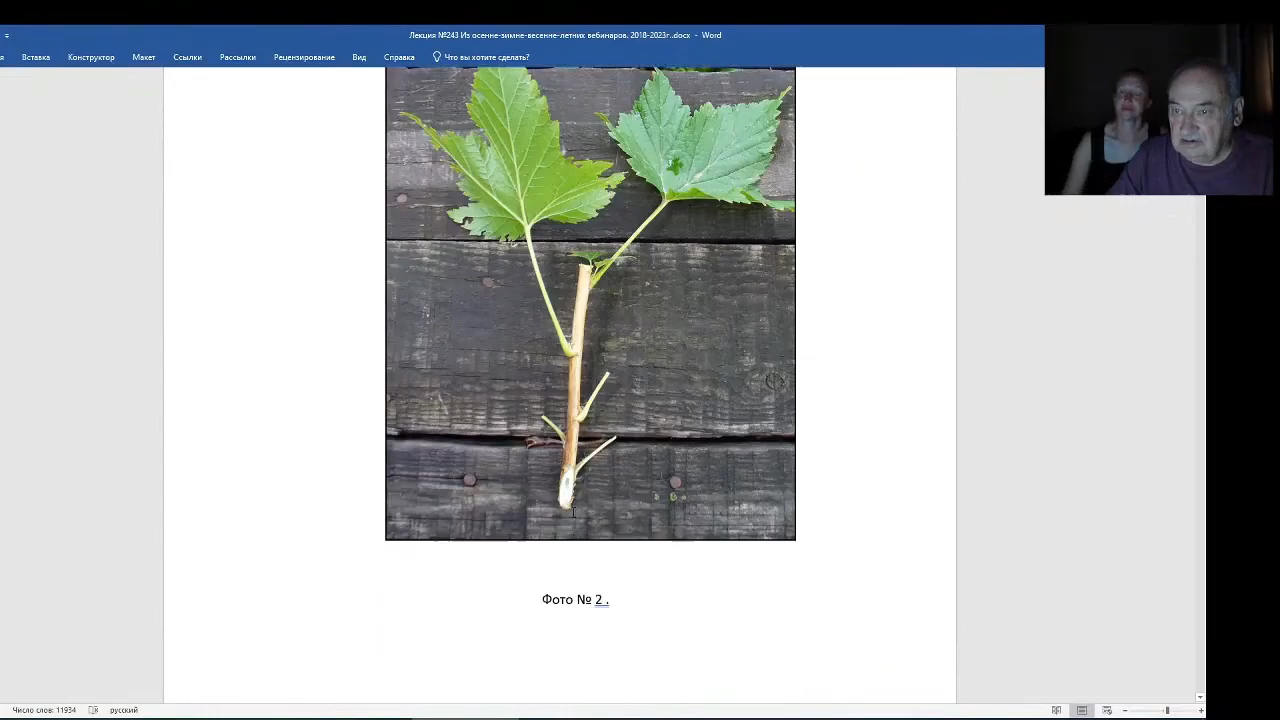 Лекция №243 Из осенне-зимне-весенне-летних вебинаров. 2018-2023г..docx - Word
я Вставка Конструктор Макет Ссылки Рассылки Рецензирование Вид Справка Что вы хотите сделать?
Фото № 2 .
Число слов: 11934 русский